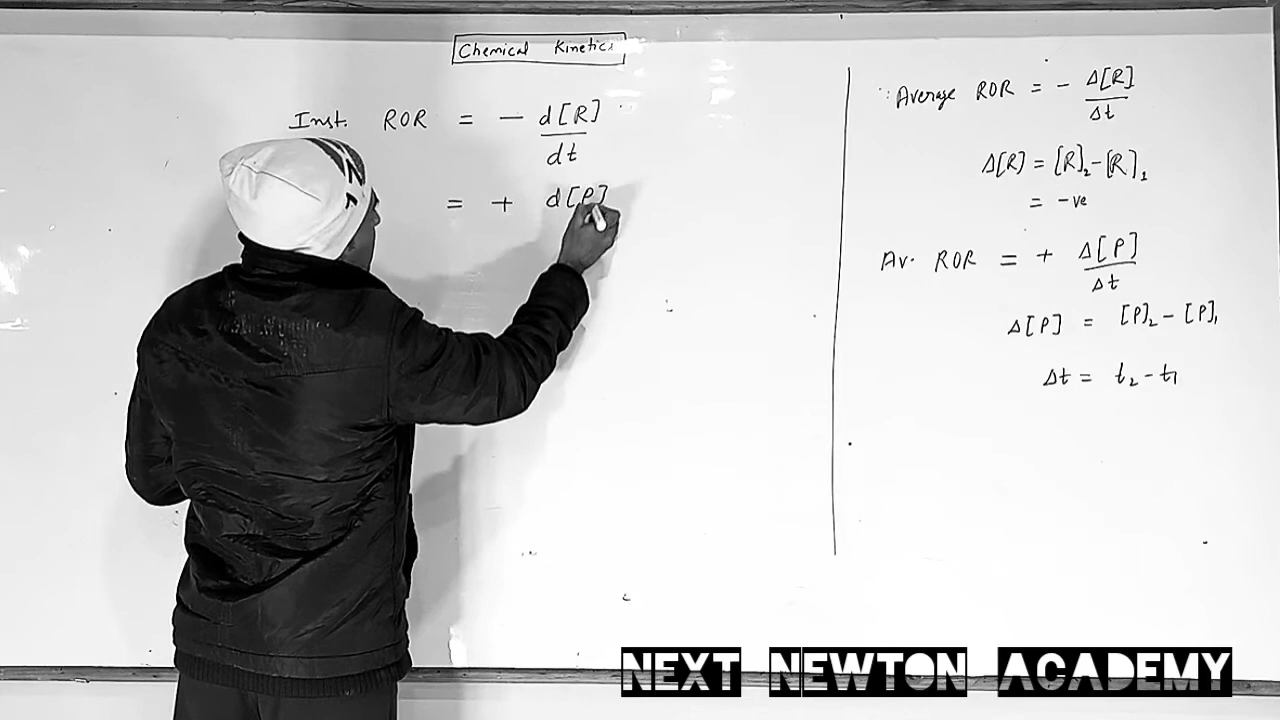 Chemical Kinetics
Inst. ROR = - d[R]
dt
= + d[P]
∴ Average ROR = - Δ[R]
Δt
Δ[R] = [R]₂-[R]₁
= -ve
Av. ROR = + Δ[P]
Δt
Δ[P] = [P]₂ - [P]₁
Δt = t₂ - t₁
NEXT NEWTON ACADEMY